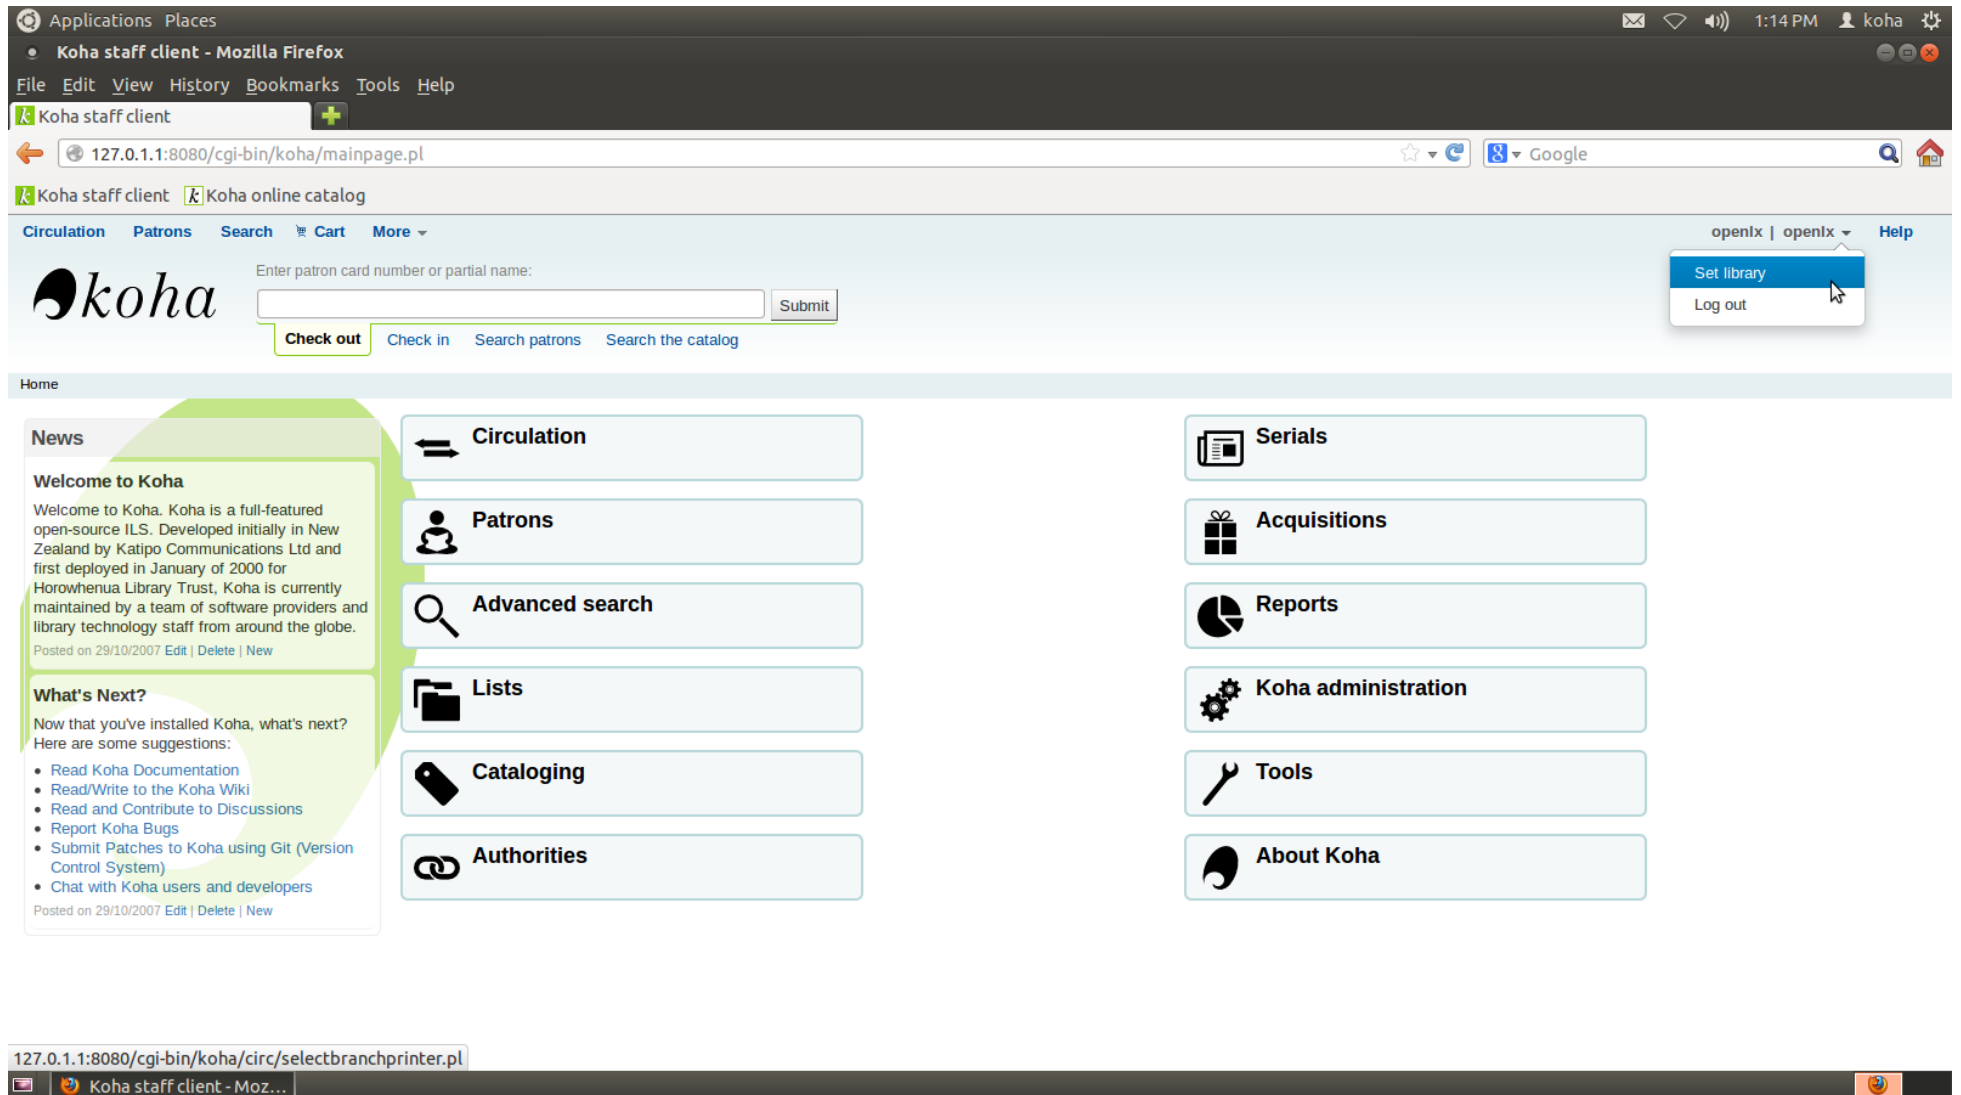 Applications Places 1:14 PM koha
Koha staff client - Mozilla Firefox
File Edit View History Bookmarks Tools Help
Koha staff client
127.0.1.1:8080/cgi-bin/koha/mainpage.pl Google
Koha staff client Koha online catalog
Circulation Patrons Search Cart More openlx | openlx Help
Set library
Log out
koha
Enter patron card number or partial name:
Submit
Check out Check in Search patrons Search the catalog
Home
News
Welcome to Koha
Welcome to Koha. Koha is a full-featured
open-source ILS. Developed initially in New
Zealand by Katipo Communications Ltd and
first deployed in January of 2000 for
Horowhenua Library Trust, Koha is currently
maintained by a team of software providers and
library technology staff from around the globe.
Posted on 29/10/2007 Edit | Delete | New
What's Next?
Now that you've installed Koha, what's next?
Here are some suggestions:
Read Koha Documentation
Read/Write to the Koha Wiki
Read and Contribute to Discussions
Report Koha Bugs
Submit Patches to Koha using Git (Version
Control System)
Chat with Koha users and developers
Posted on 29/10/2007 Edit | Delete | New
Circulation
Patrons
Advanced search
Lists
Cataloging
Authorities
Serials
Acquisitions
Reports
Koha administration
Tools
About Koha
127.0.1.1:8080/cgi-bin/koha/circ/selectbranchprinter.pl
Koha staff client - Moz...